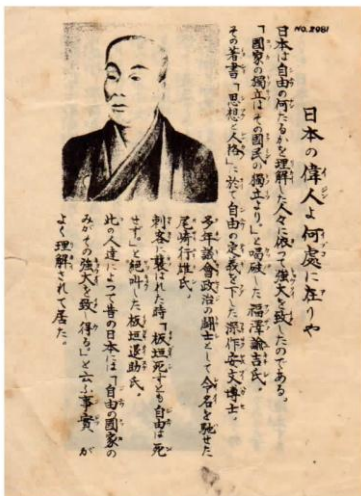 NO.2061
日本の偉人よ何處に在りや
日本は自由の何たるかを理解した人々に依つて強大を致したのである。
「國家の獨立はその國民の獨立より」と喝破した福澤諭吉氏。
その著書「思想と人格」に於て自由の定義を下した深作安文博士。
多年議會政治の闘士として令名を馳せた
尾崎行雄氏。
刺客に襲はれた時「板垣死すとも自由は死
せず」と絶叫した板垣退助氏。
此の人達によつて昔の日本は「自由の國家の
みがその強大を致し得る」と云ふ事實が
よく理解されて居た。